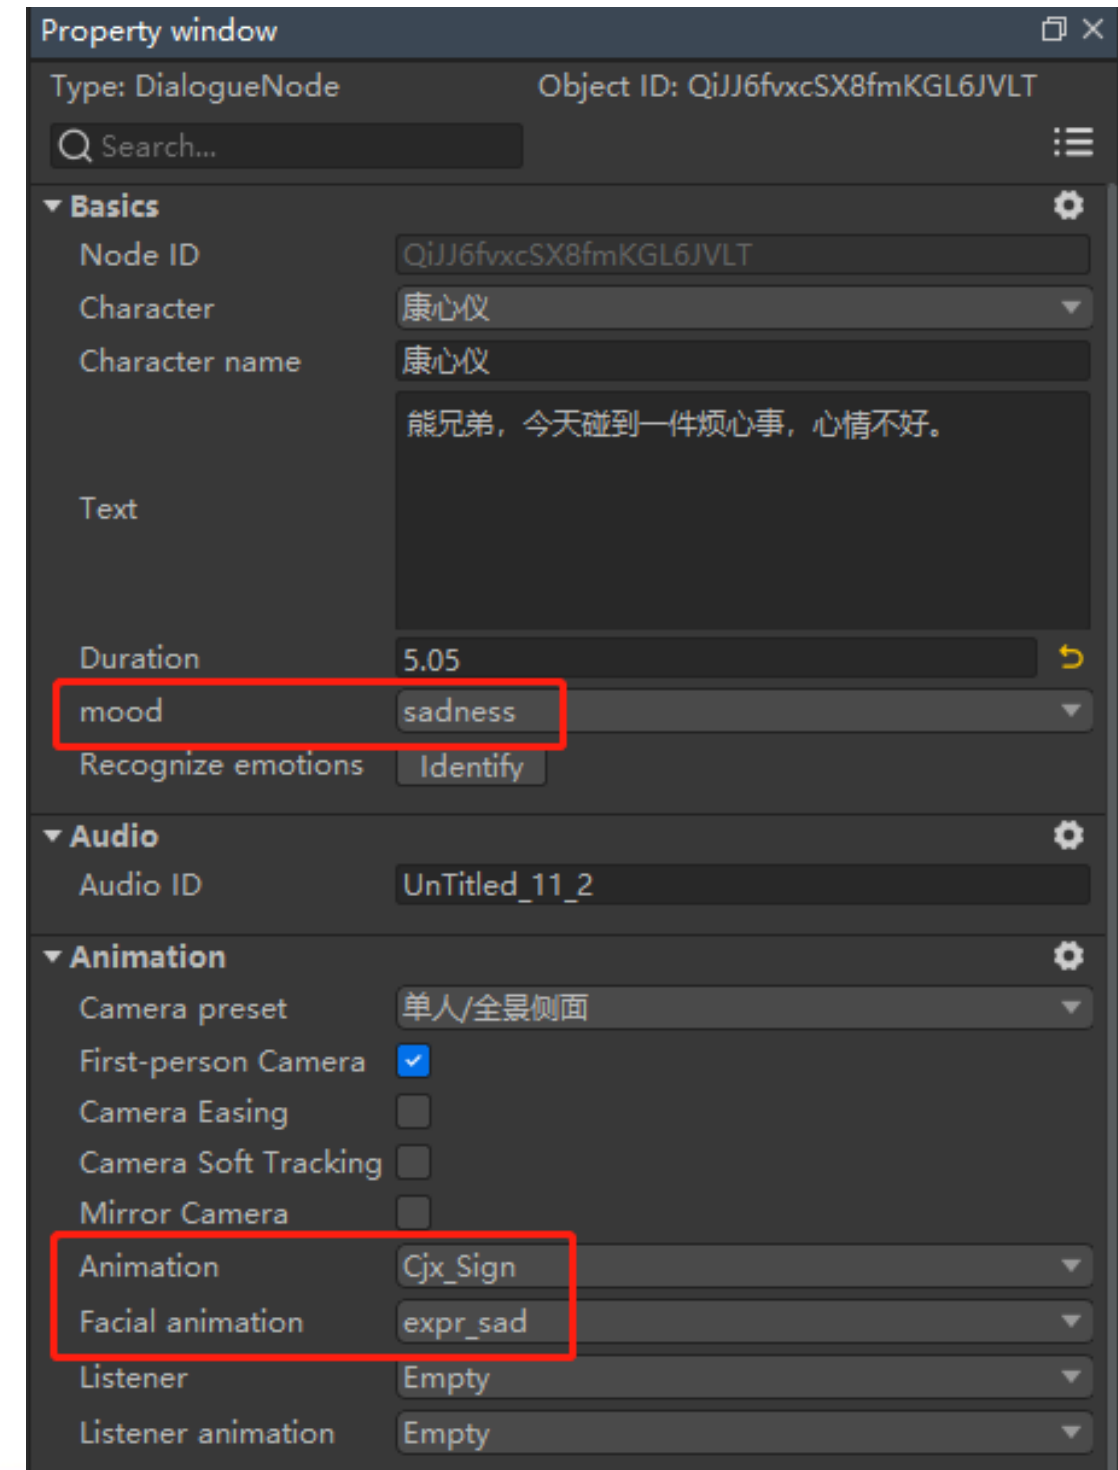 Property window
Type: DialogueNode Object ID: QiJJ6fvxcSX8fmKGL6JVLT
Search...
Basics
Node ID QiJJ6fvxcSX8fmKGL6JVLT
Character 康心仪
Character name 康心仪
Text 熊兄弟，今天碰到一件烦心事，心情不好。
Duration 5.05
mood sadness
Recognize emotions Identify
Audio
Audio ID UnTitled_11_2
Animation
Camera preset 单人/全景侧面
First-person Camera
Camera Easing
Camera Soft Tracking
Mirror Camera
Animation Cjx_Sign
Facial animation expr_sad
Listener Empty
Listener animation Empty